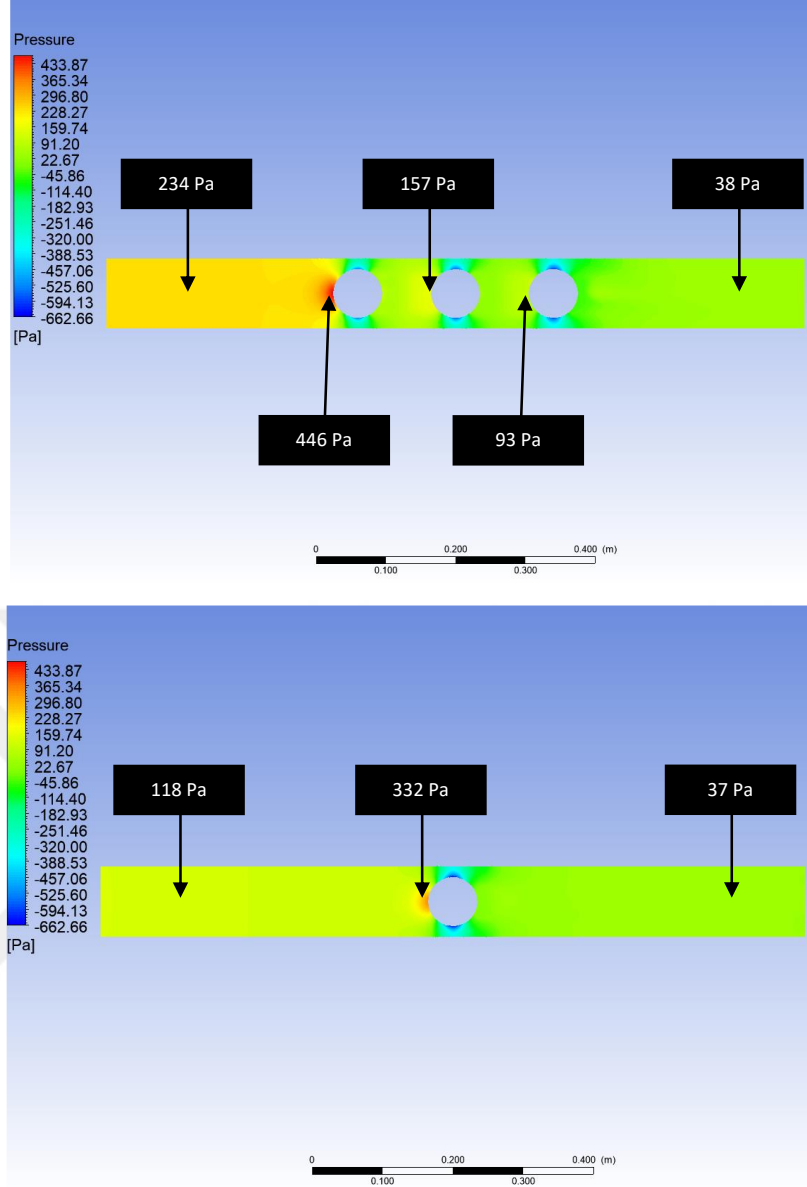 Pressure
433.87
365.34
296.80
228.27
159.74
91.20
22.67
-45.86
-114.40
-182.93
-251.46
-320.00
-388.53
-457.06
-525.60
-594.13
-662.66
[Pa]
234 Pa
157 Pa
38 Pa
446 Pa
93 Pa
0 0.200 0.400 (m)
0.100 0.300
Pressure
433.87
365.34
296.80
228.27
159.74
91.20
22.67
-45.86
-114.40
-182.93
-251.46
-320.00
-388.53
-457.06
-525.60
-594.13
-662.66
[Pa]
118 Pa
332 Pa
37 Pa
0 0.200 0.400 (m)
0.100 0.300